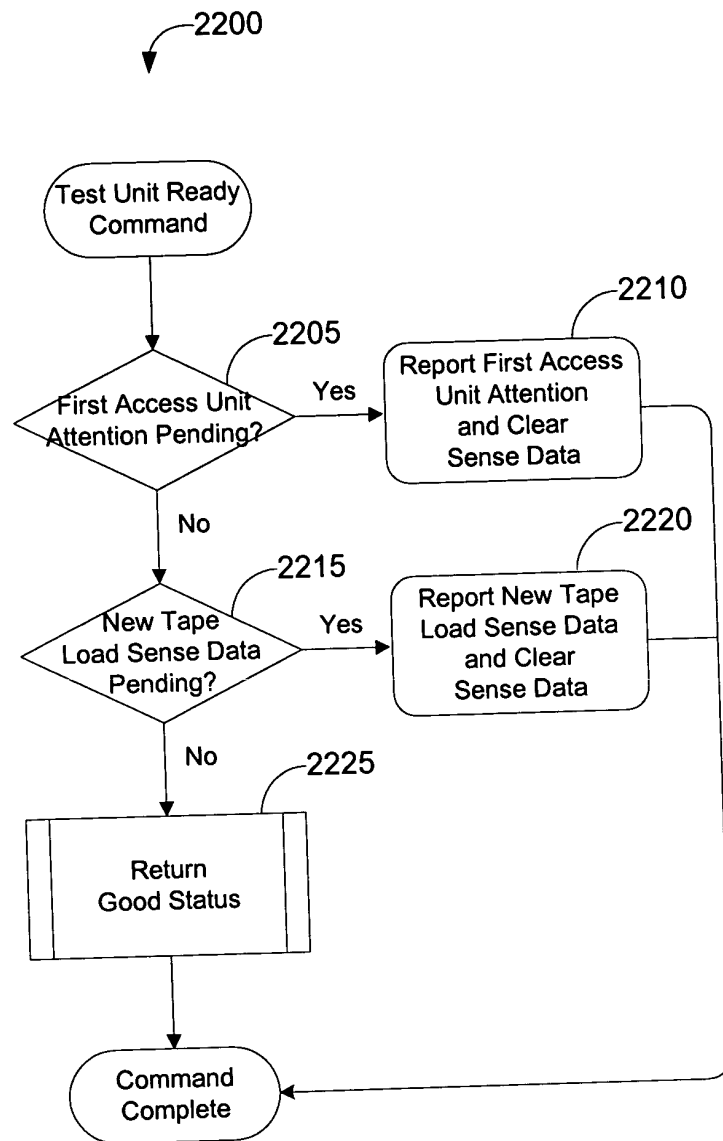 2200
Test Unit Ready
Command
2205
First Access Unit
Attention Pending?
Yes
2210
Report First Access
Unit Attention
and Clear
Sense Data
No
2215
New Tape
Load Sense Data
Pending?
Yes
2220
Report New Tape
Load Sense Data
and Clear
Sense Data
No
2225
Return
Good Status
Command
Complete